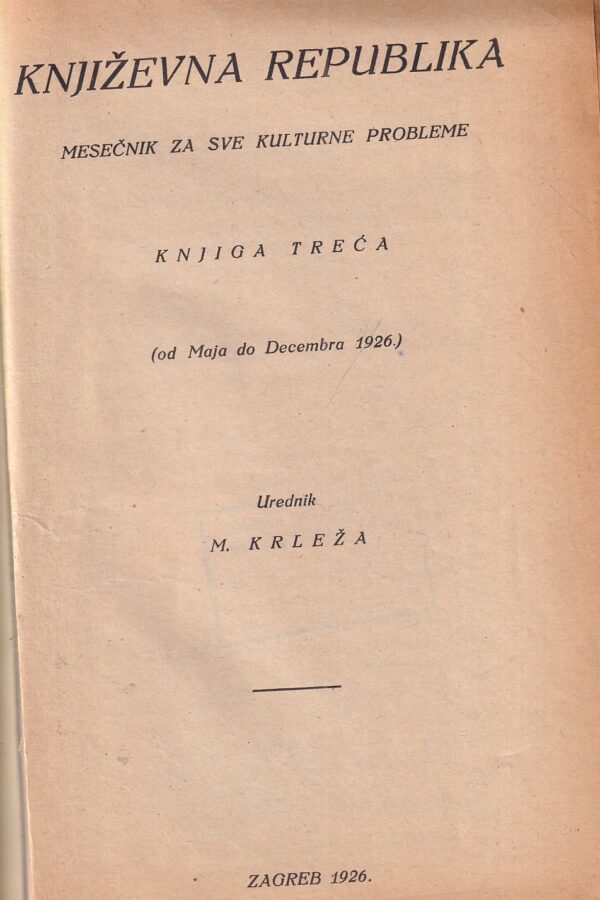 KNJIŽEVNA REPUBLIKA
MESEČNIK ZA SVE KULTURNE PROBLEME
KNJIGA TREĆA
(od Maja do Decembra 1926.)
Urednik
M. KRLEŽA
ZAGREB 1926.